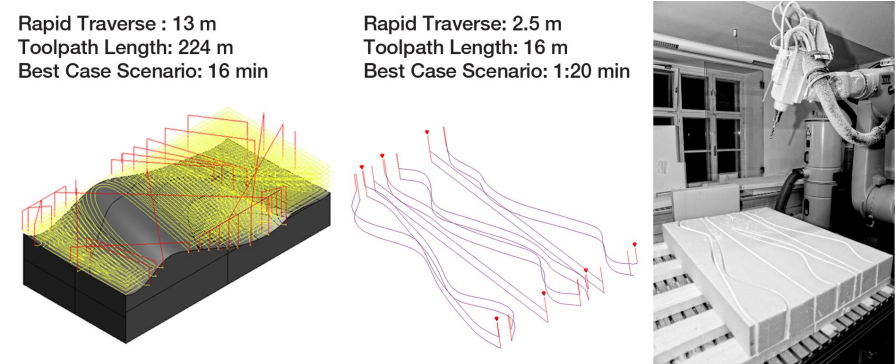 Rapid Traverse : 13 m
Toolpath Length: 224 m
Best Case Scenario: 16 min
Rapid Traverse: 2.5 m
Toolpath Length: 16 m
Best Case Scenario: 1:20 min